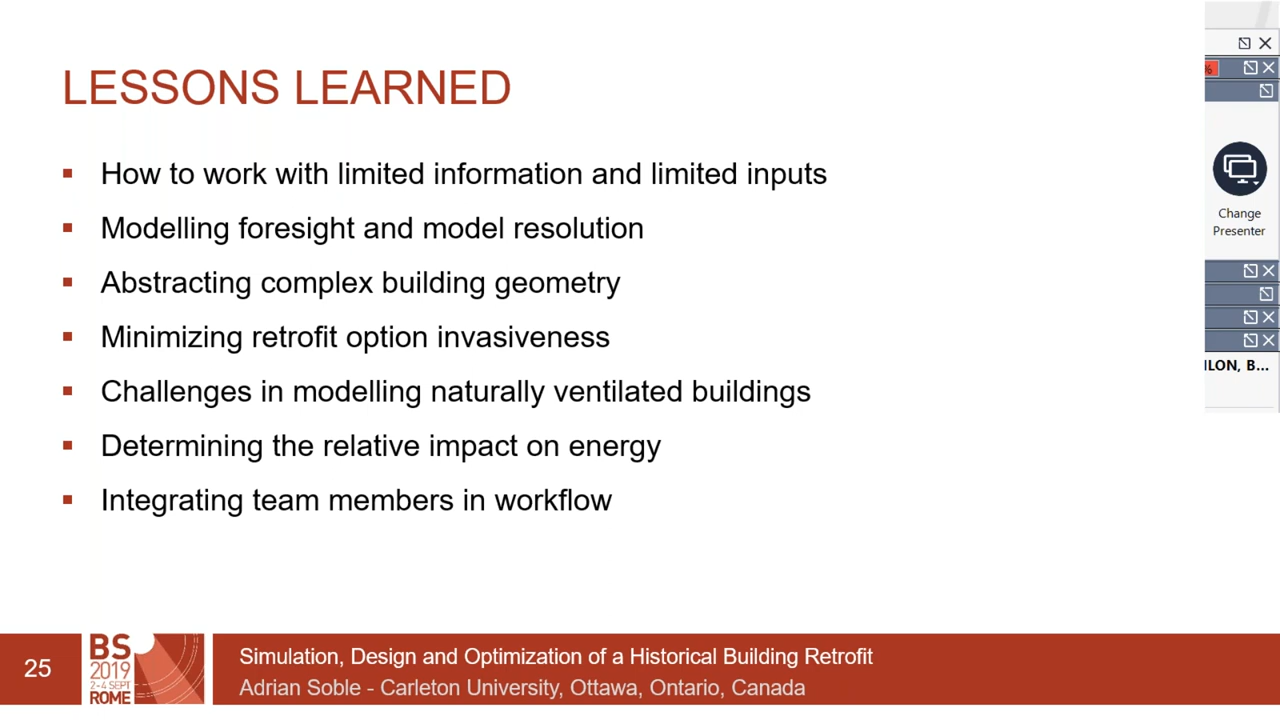 LESSONS LEARNED
How to work with limited information and limited inputs
Modelling foresight and model resolution
Abstracting complex building geometry
Minimizing retrofit option invasiveness
Challenges in modelling naturally ventilated buildings
Determining the relative impact on energy
Integrating team members in workflow
%
Change
Presenter
ILON, B...
25
BS
2019
2-4 SEPT
ROME
Simulation, Design and Optimization of a Historical Building Retrofit
Adrian Soble - Carleton University, Ottawa, Ontario, Canada